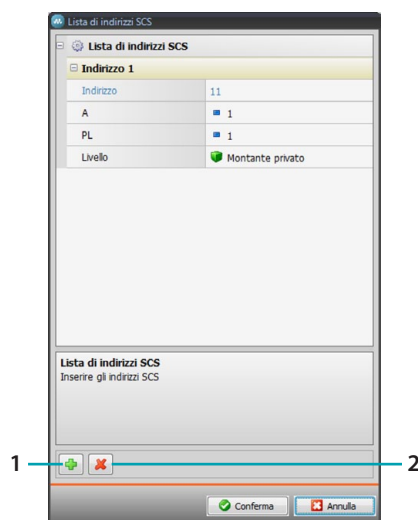 Lista di indirizzi SCS
Lista di indirizzi SCS
Indirizzo 1
Indirizzo 11
A 1
PL 1
Livello Montante privato
Lista di indirizzi SCS
Inserire gli indirizzi SCS
1 2
Conferma Annulla